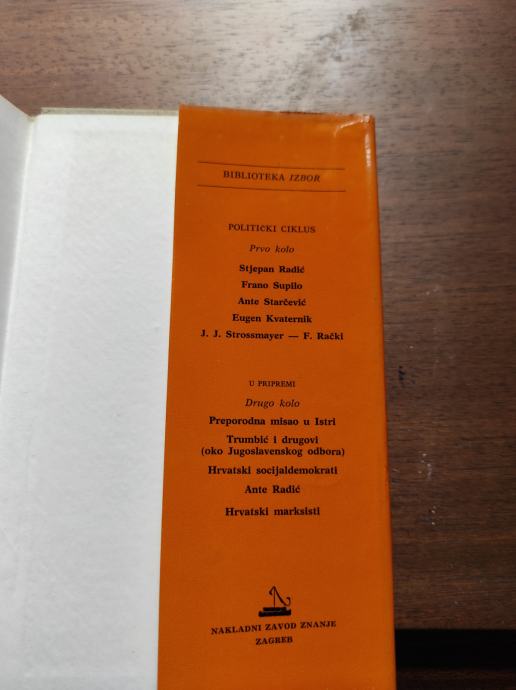 BIBLIOTEKA IZBOR
POLITIČKI CIKLUS
Prvo kolo
Stjepan Radić
Frano Supilo
Ante Starčević
Eugen Kvaternik
J. J. Strossmayer — F. Rački
U PRIPREMI
Drugo kolo
Preporodna misao u Istri
Trumbić i drugovi
(oko Jugoslavenskog odbora)
Hrvatski socijaldemokrati
Ante Radić
Hrvatski marksisti
NAKLADNI ZAVOD ZNANJE
ZAGREB